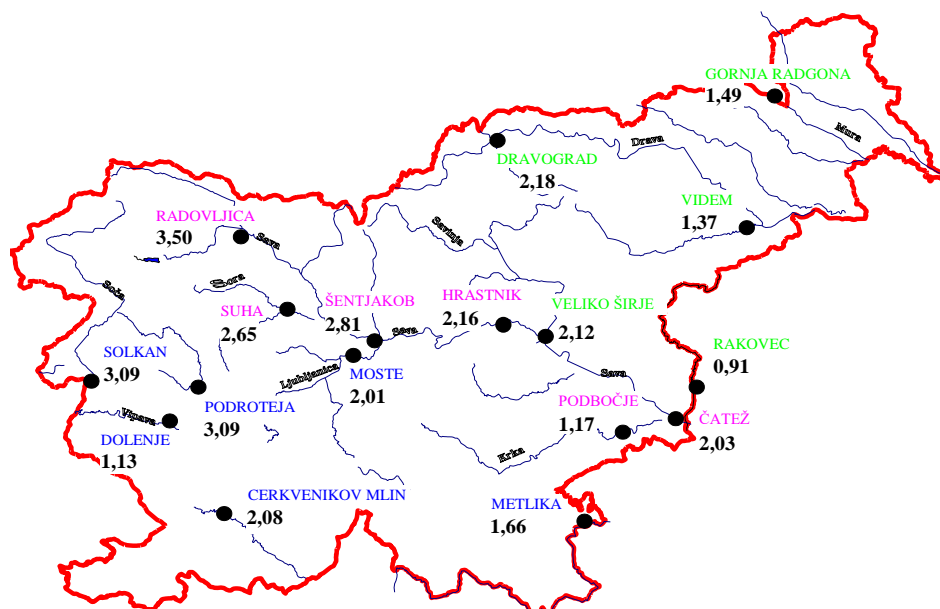 GORNJA RADGONA
1,49
Mura
Drava
DRAVOGRAD
2,18
VIDEM
1,37
RADOVLJICA
3,50
Sava
Savinja
Sora
Soča
SUHA
2,65
ŠENTJAKOB
2,81
Sava
HRASTNIK
2,16
VELIKO ŠIRJE
2,12
SOLKAN
3,09
Ljubljanica
MOSTE
2,01
Sava
RAKOVEC
0,91
PODROTEJA
3,09
PODBOČJE
1,17
ČATEŽ
2,03
Vipava
DOLENJE
1,13
Krka
CERKVENIKOV MLIN
2,08
METLIKA
1,66